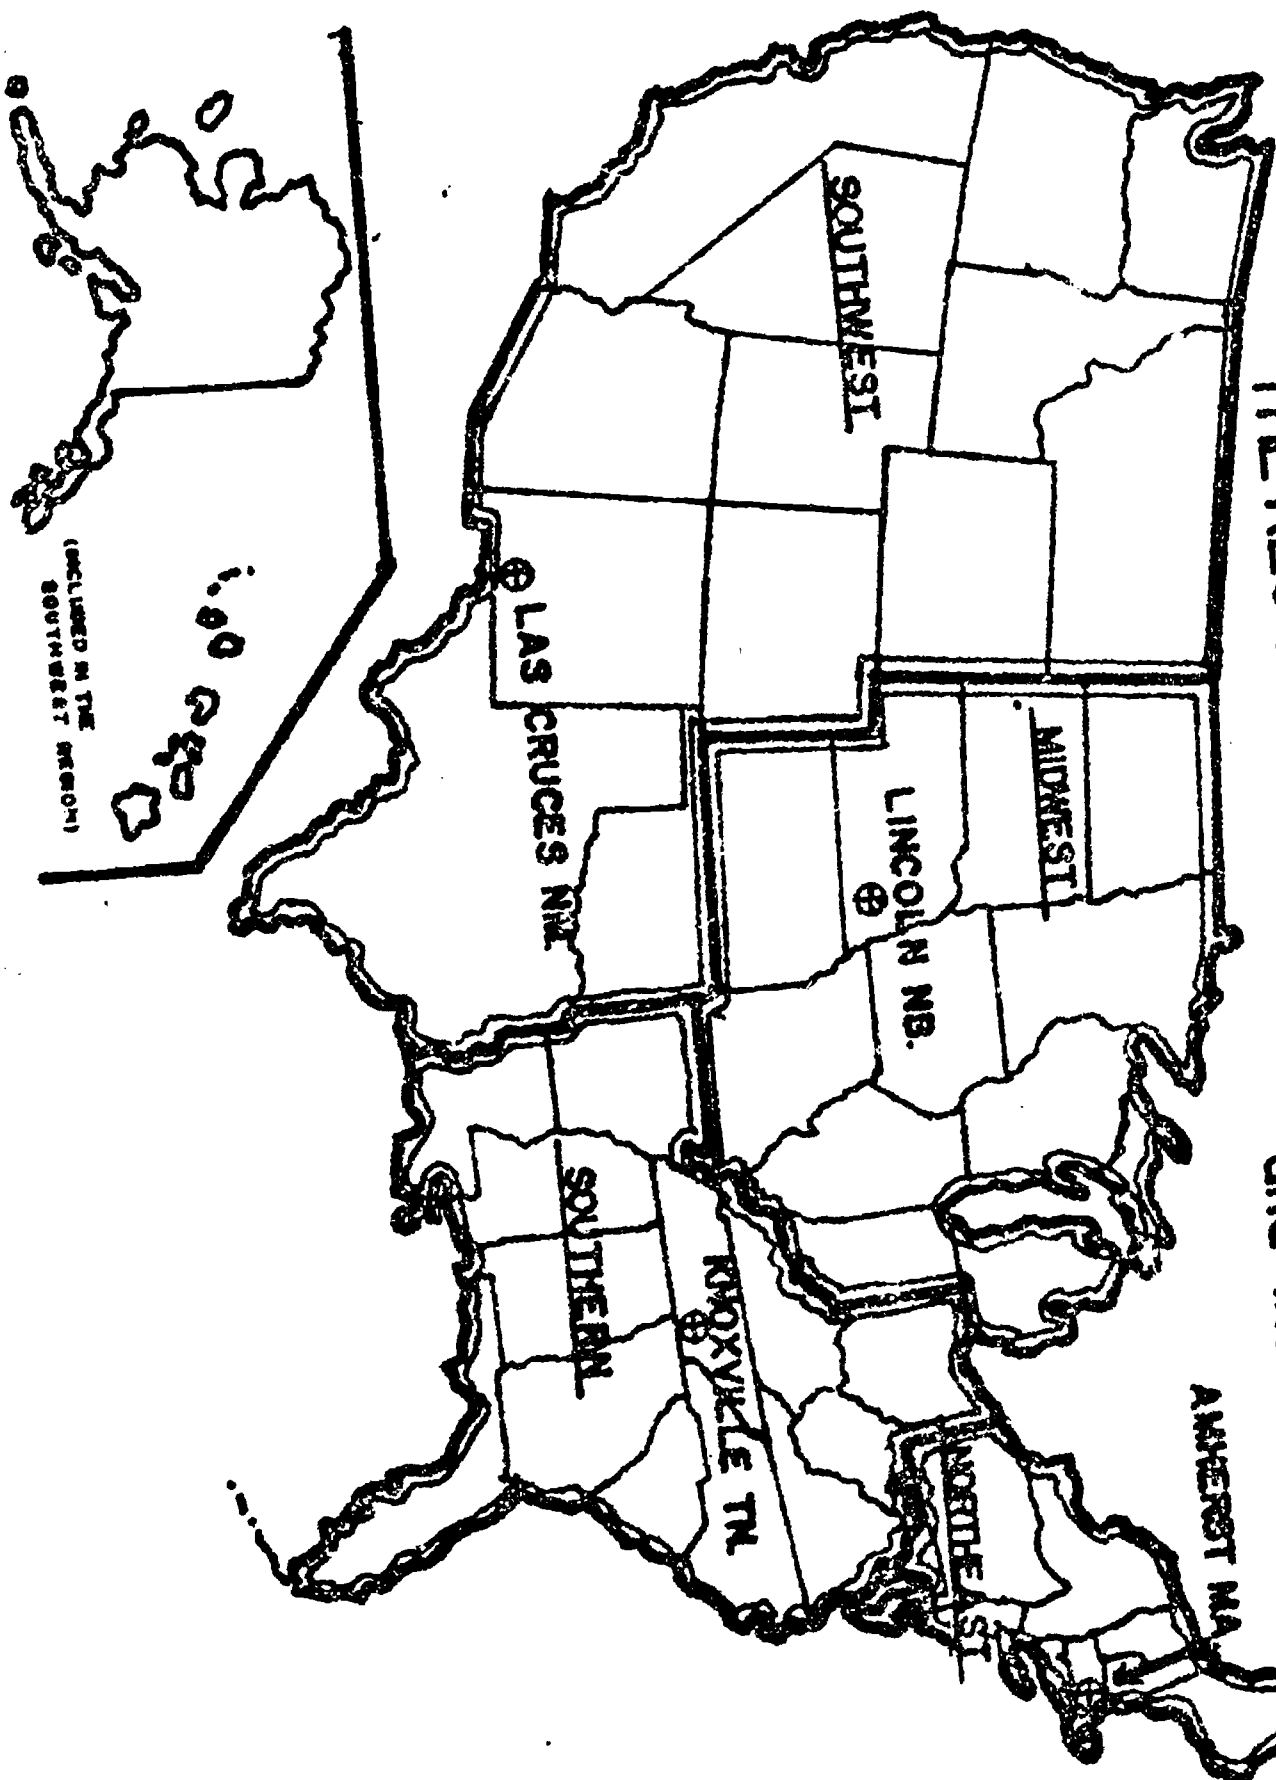 AMHERST MA.
NORTHEAST
MIDWEST
LINCOLN NB.
SOUTHWEST
KNOXVILLE TN.
SOUTHERN
LAS CRUCES NM.
(INCLUDED IN THE
SOUTHWEST REGION)